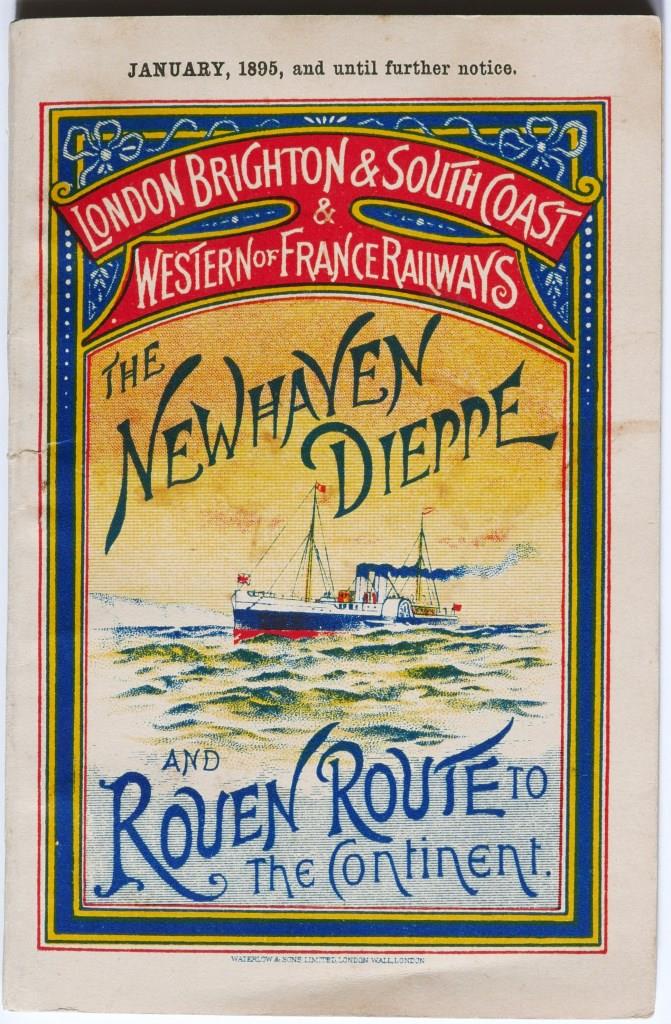 JANUARY, 1895, and until further notice.
LONDON BRIGHTON & SOUTH COAST
&
WESTERN OF FRANCE RAILWAYS
THE
NEWHAVEN
DIEPPE
AND
ROUEN ROUTE TO
The Continent.
WATERLOW & SONS LIMITED, LONDON WALL, LONDON